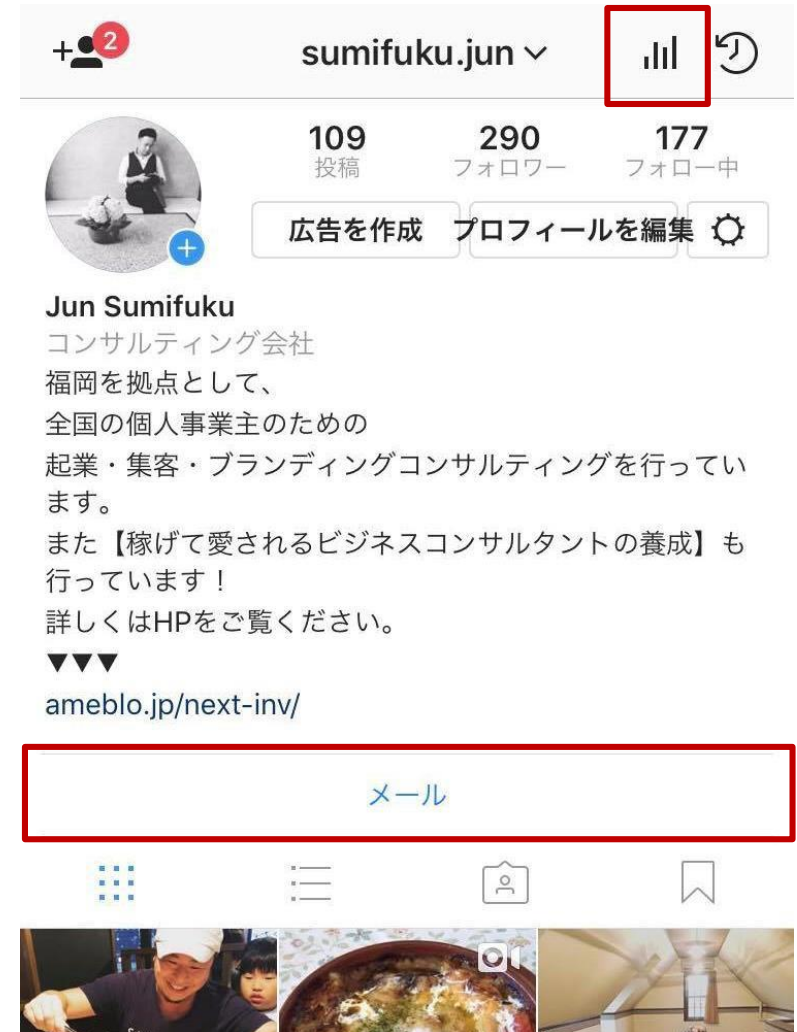 2
sumifuku.jun
109 290 177
投稿 フォロワー フォロー中
広告を作成 プロフィールを編集
Jun Sumifuku
コンサルティング会社
福岡を拠点として、
全国の個人事業主のための
起業・集客・ブランディングコンサルティングを行ってい
ます。
また【稼げて愛されるビジネスコンサルタントの養成】も
行っています！
詳しくはHPをご覧ください。
▼▼▼
ameblo.jp/next-inv/
メール